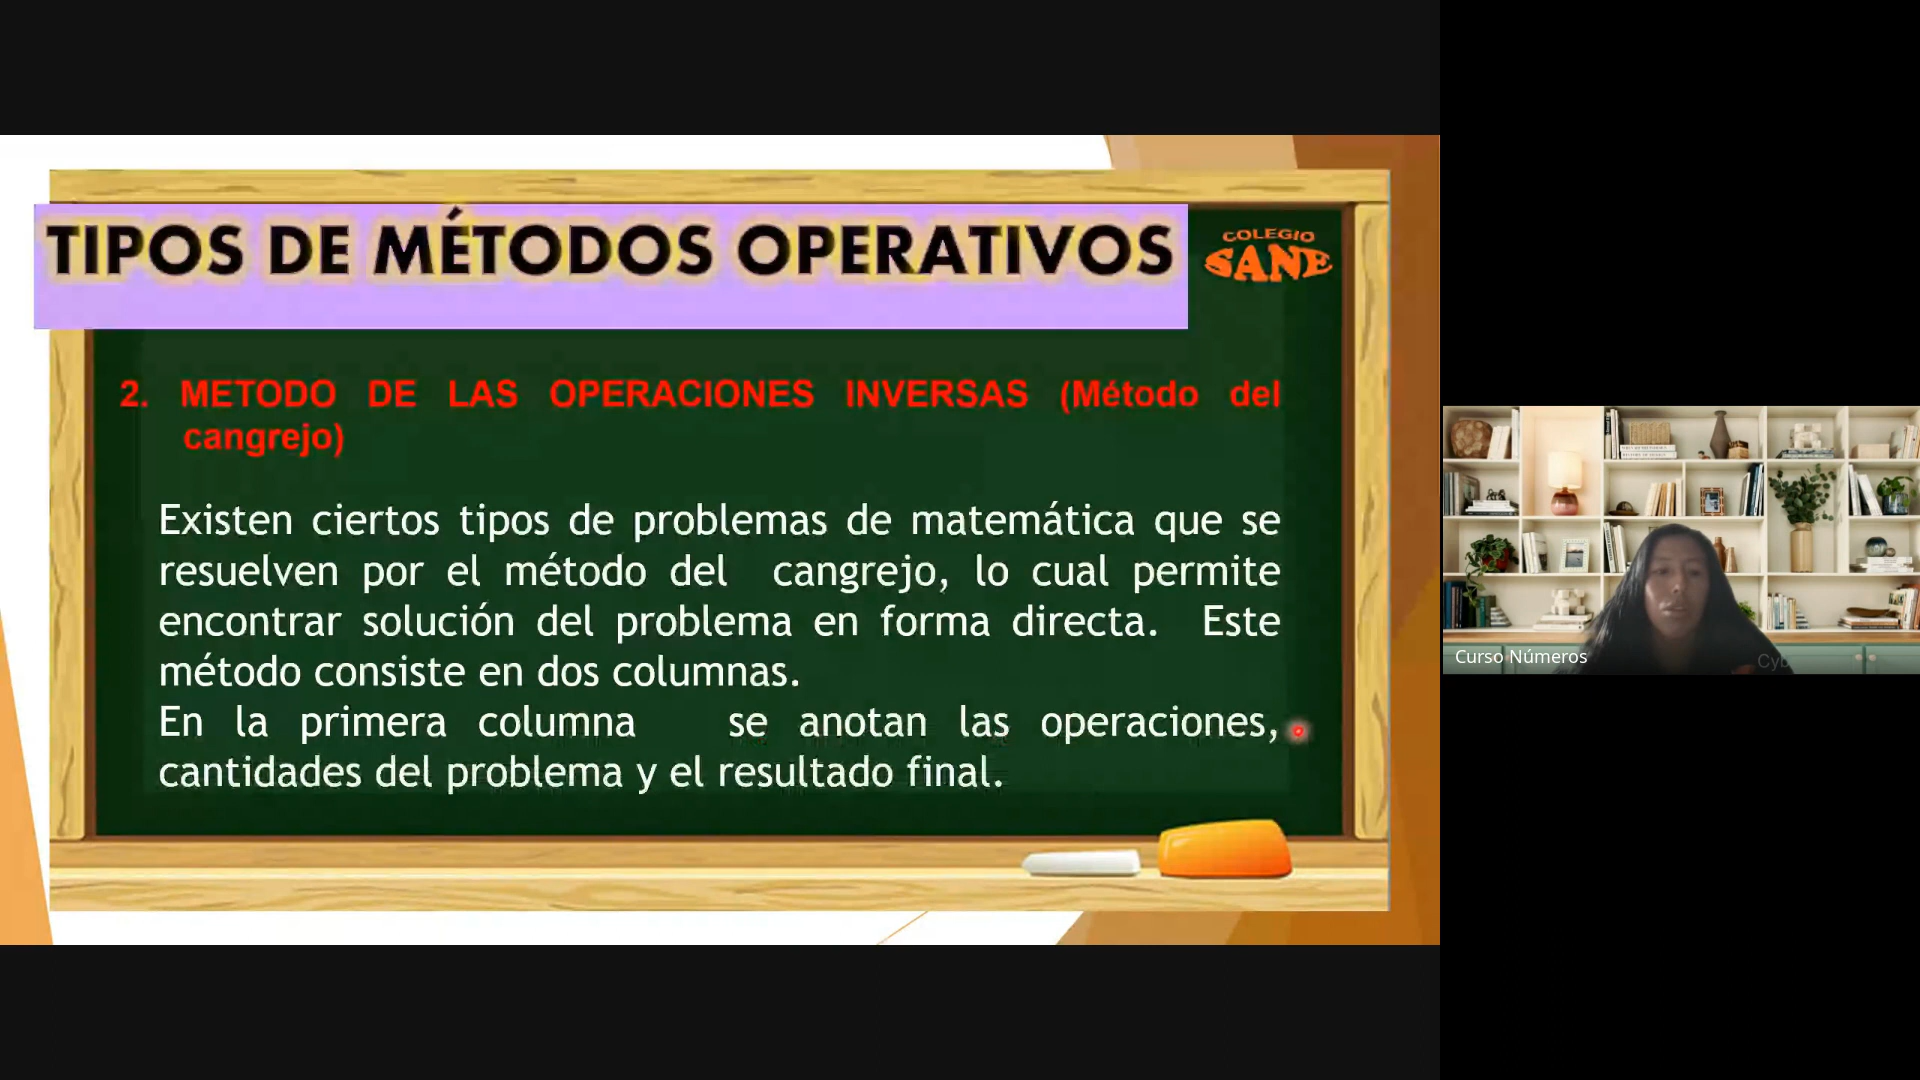 TIPOS DE MÉTODOS OPERATIVOS
COLEGIO
SANE
2. METODO DE LAS OPERACIONES INVERSAS (Método del
cangrejo)
Existen ciertos tipos de problemas de matemática que se
resuelven por el método del cangrejo, lo cual permite
encontrar solución del problema en forma directa. Este
método consiste en dos columnas.
En la primera columna se anotan las operaciones,
cantidades del problema y el resultado final.
Curso Números